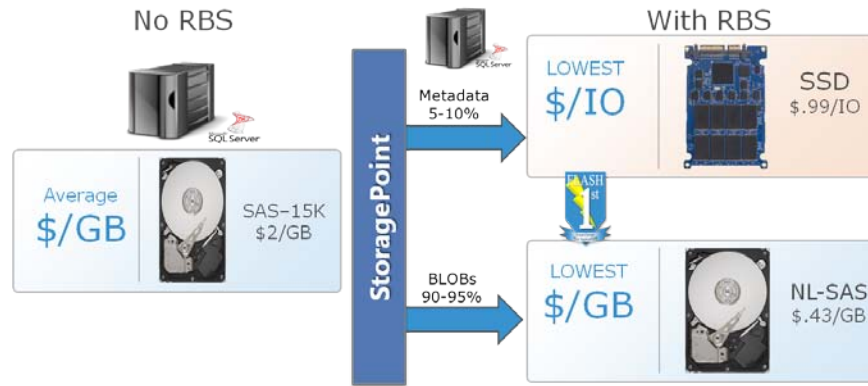 No RBS
SQL Server
Average
$/GB
SAS–15K
$2/GB
StoragePoint
SQL Server
Metadata
5-10%
BLOBs
90-95%
With RBS
LOWEST
$/IO
SSD
$.99/IO
FLASH
1st
LOWEST
$/GB
NL-SAS
$.43/GB